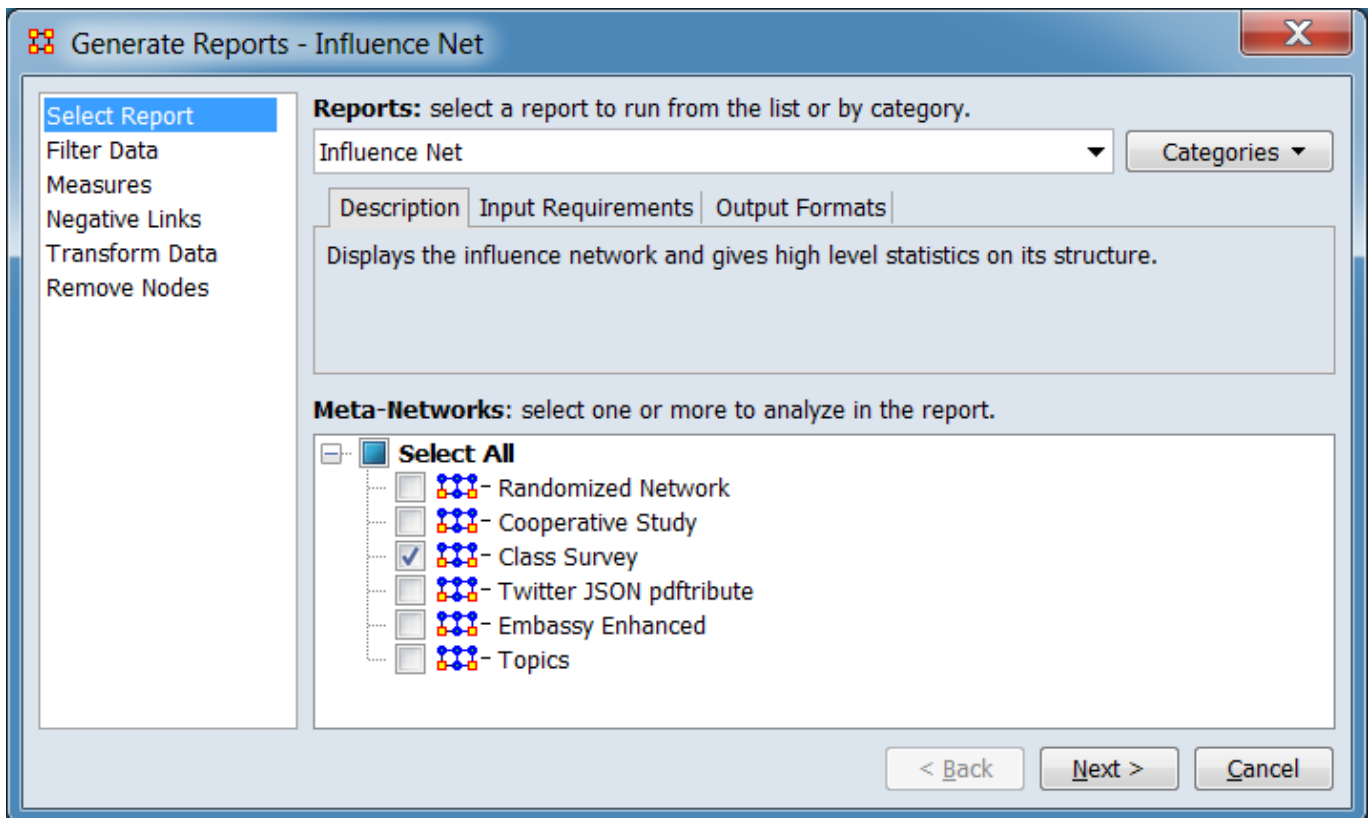 Generate Reports - Influence Net
Select Report
Filter Data
Measures
Negative Links
Transform Data
Remove Nodes
Reports: select a report to run from the list or by category.
Influence Net
Categories
Description
Input Requirements
Output Formats
Displays the influence network and gives high level statistics on its structure.
Meta-Networks: select one or more to analyze in the report.
Select All
Randomized Network
Cooperative Study
Class Survey
Twitter JSON pdftribute
Embassy Enhanced
Topics
< Back
Next >
Cancel